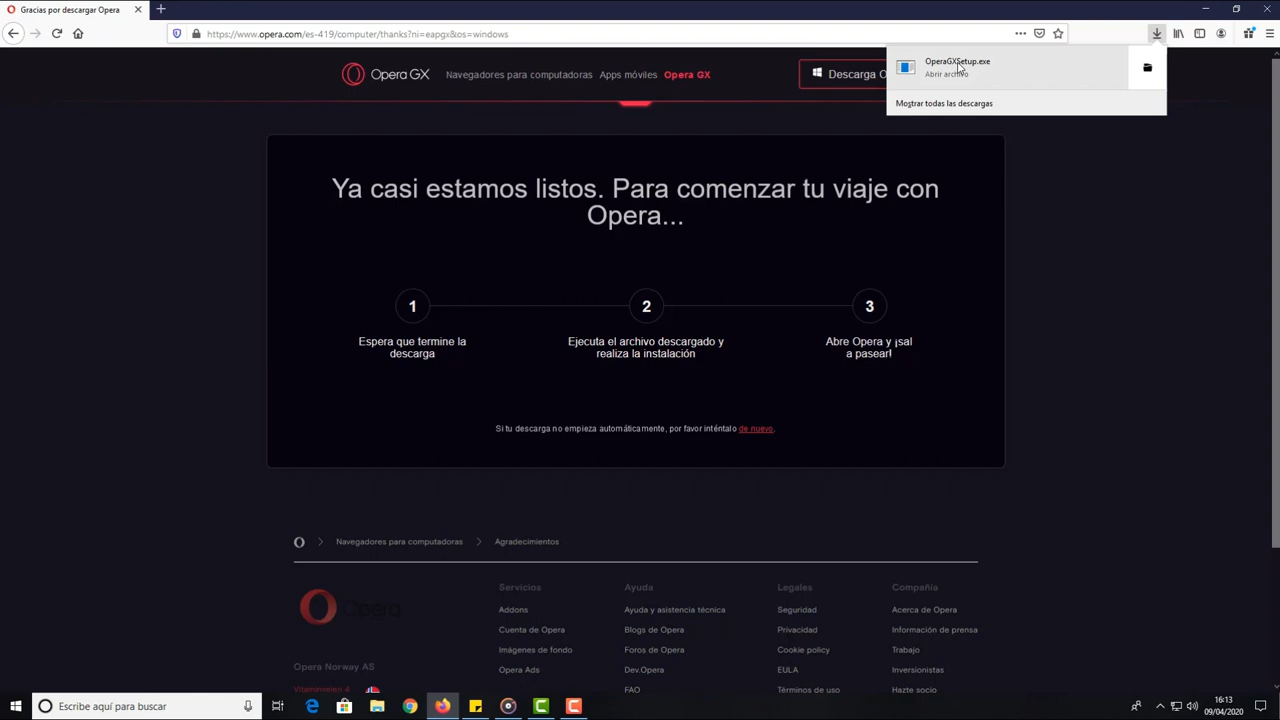 Gracias por descargar Opera
https://www.opera.com/es-419/computer/thanks?ni=eapgx&os=windows
OperaGXSetup.exe
Abrir archivo
Mostrar todas las descargas
Opera GX
Navegadores para computadoras
Apps móviles
Opera GX
Descarga O
Ya casi estamos listos. Para comenzar tu viaje con
Opera...
1
2
3
Espera que termine la
descarga
Ejecuta el archivo descargado y
realiza la instalación
Abre Opera y ¡sal
a pasear!
Si tu descarga no empieza automáticamente, por favor inténtalo de nuevo.
Navegadores para computadoras
Agradecimientos
Opera
Servicios
Ayuda
Legales
Compañía
Addons
Ayuda y asistencia técnica
Seguridad
Acerca de Opera
Cuenta de Opera
Blogs de Opera
Privacidad
Información de prensa
Imágenes de fondo
Foros de Opera
Cookie policy
Trabajo
Opera Norway AS
Opera Ads
Dev.Opera
EULA
Inversionistas
Vitaminveien 4
FAQ
Términos de uso
Hazte socio
Escribe aquí para buscar
16:13
09/04/2020